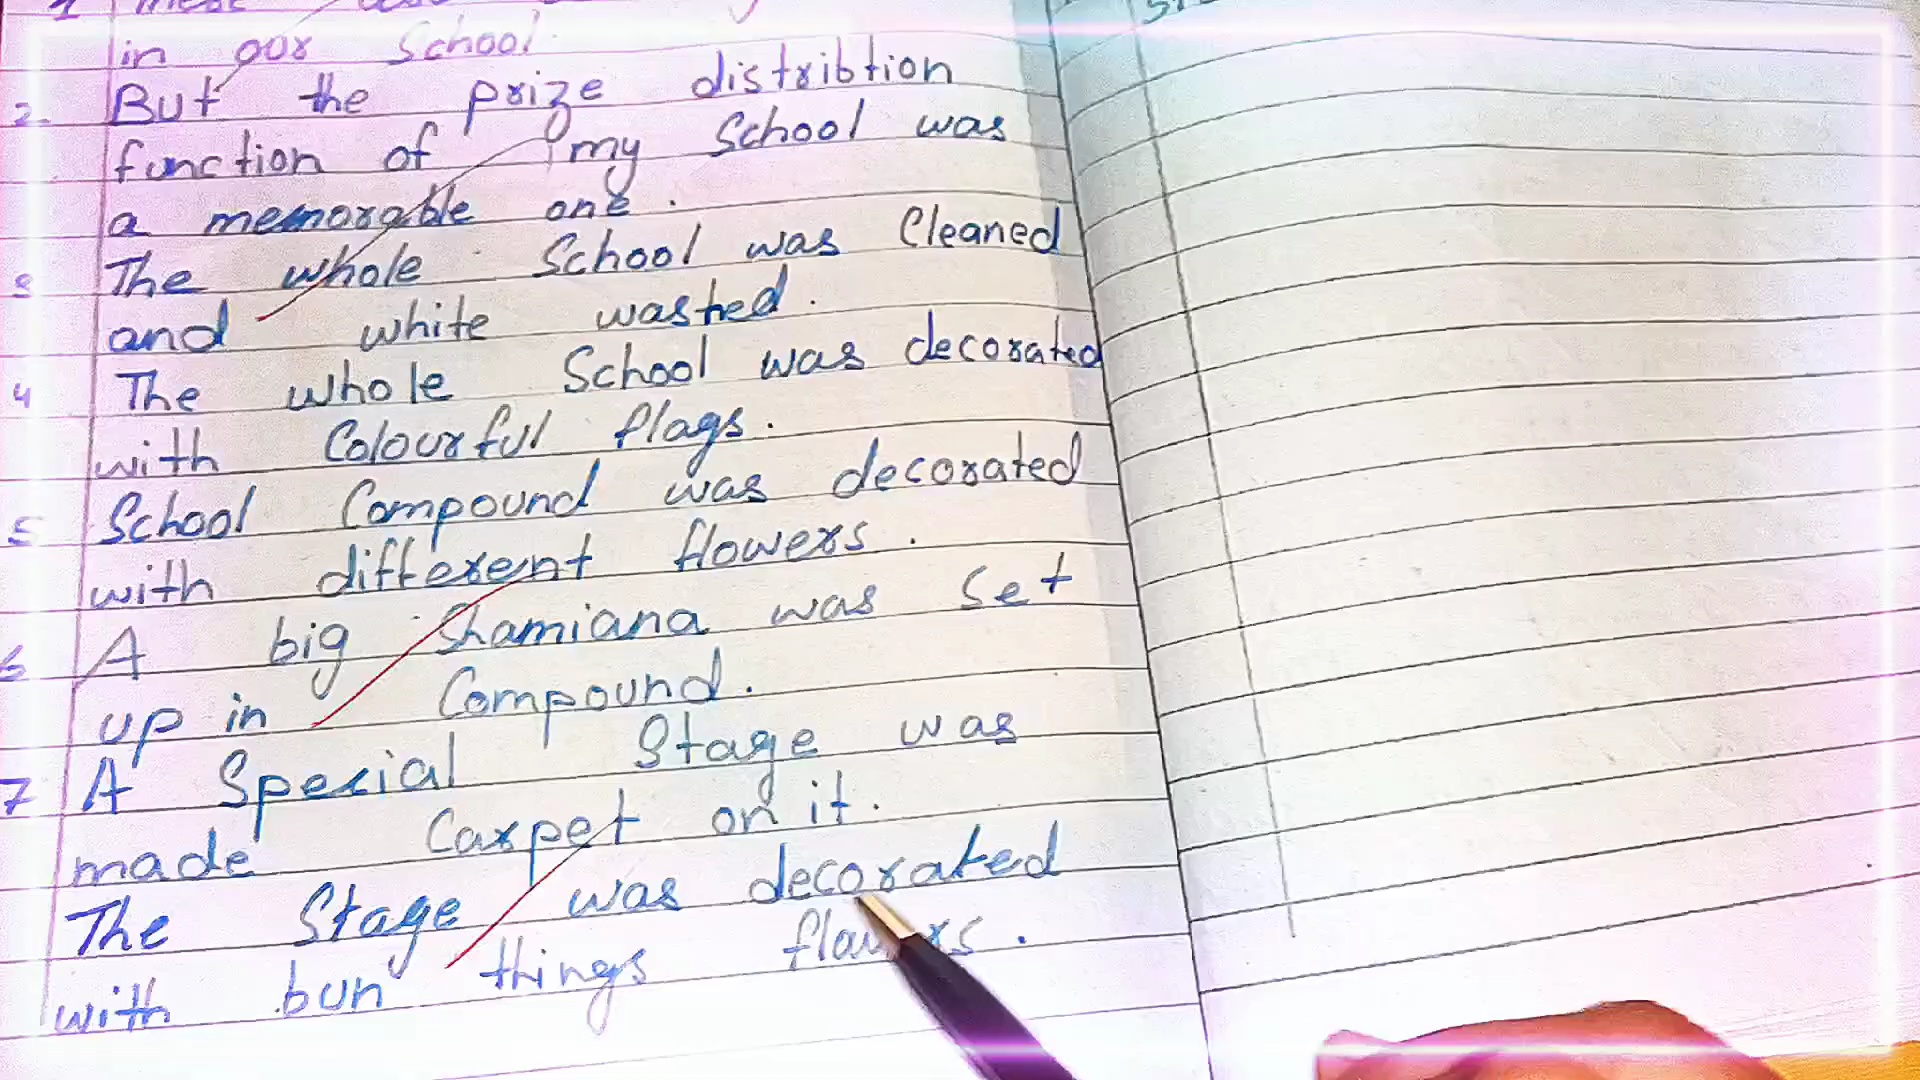 in our School.
2. But the prize distribtion
function of my School was
a memorable one.
3 The whole School was Cleaned
and white washed.
4 The whole School was decorated
with Colourful flags.
5 School Compound was decorated
with different flowers.
6 A big Shamiana was set
up in Compound.
7 A Special Stage was
made Carpet on it.
The Stage was decorated
with bun things flowers.